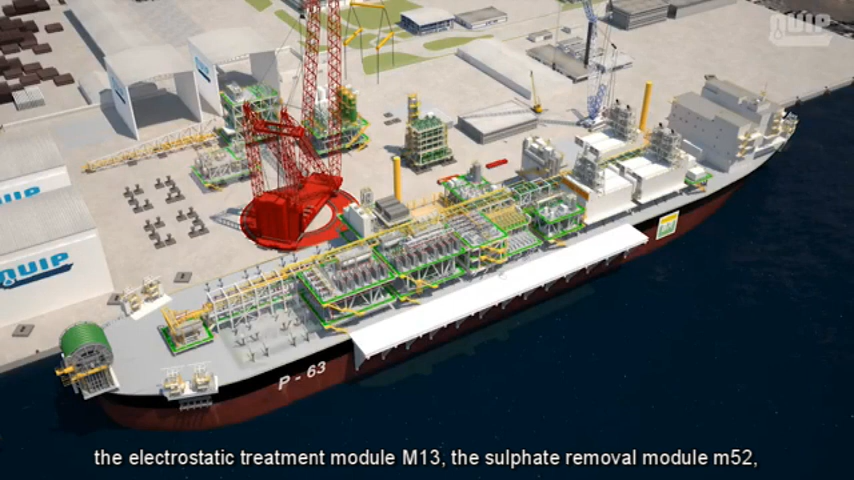 QUIP
QUIP
QUIP
P - 63
the electrostatic treatment module M13, the sulphate removal module m52,